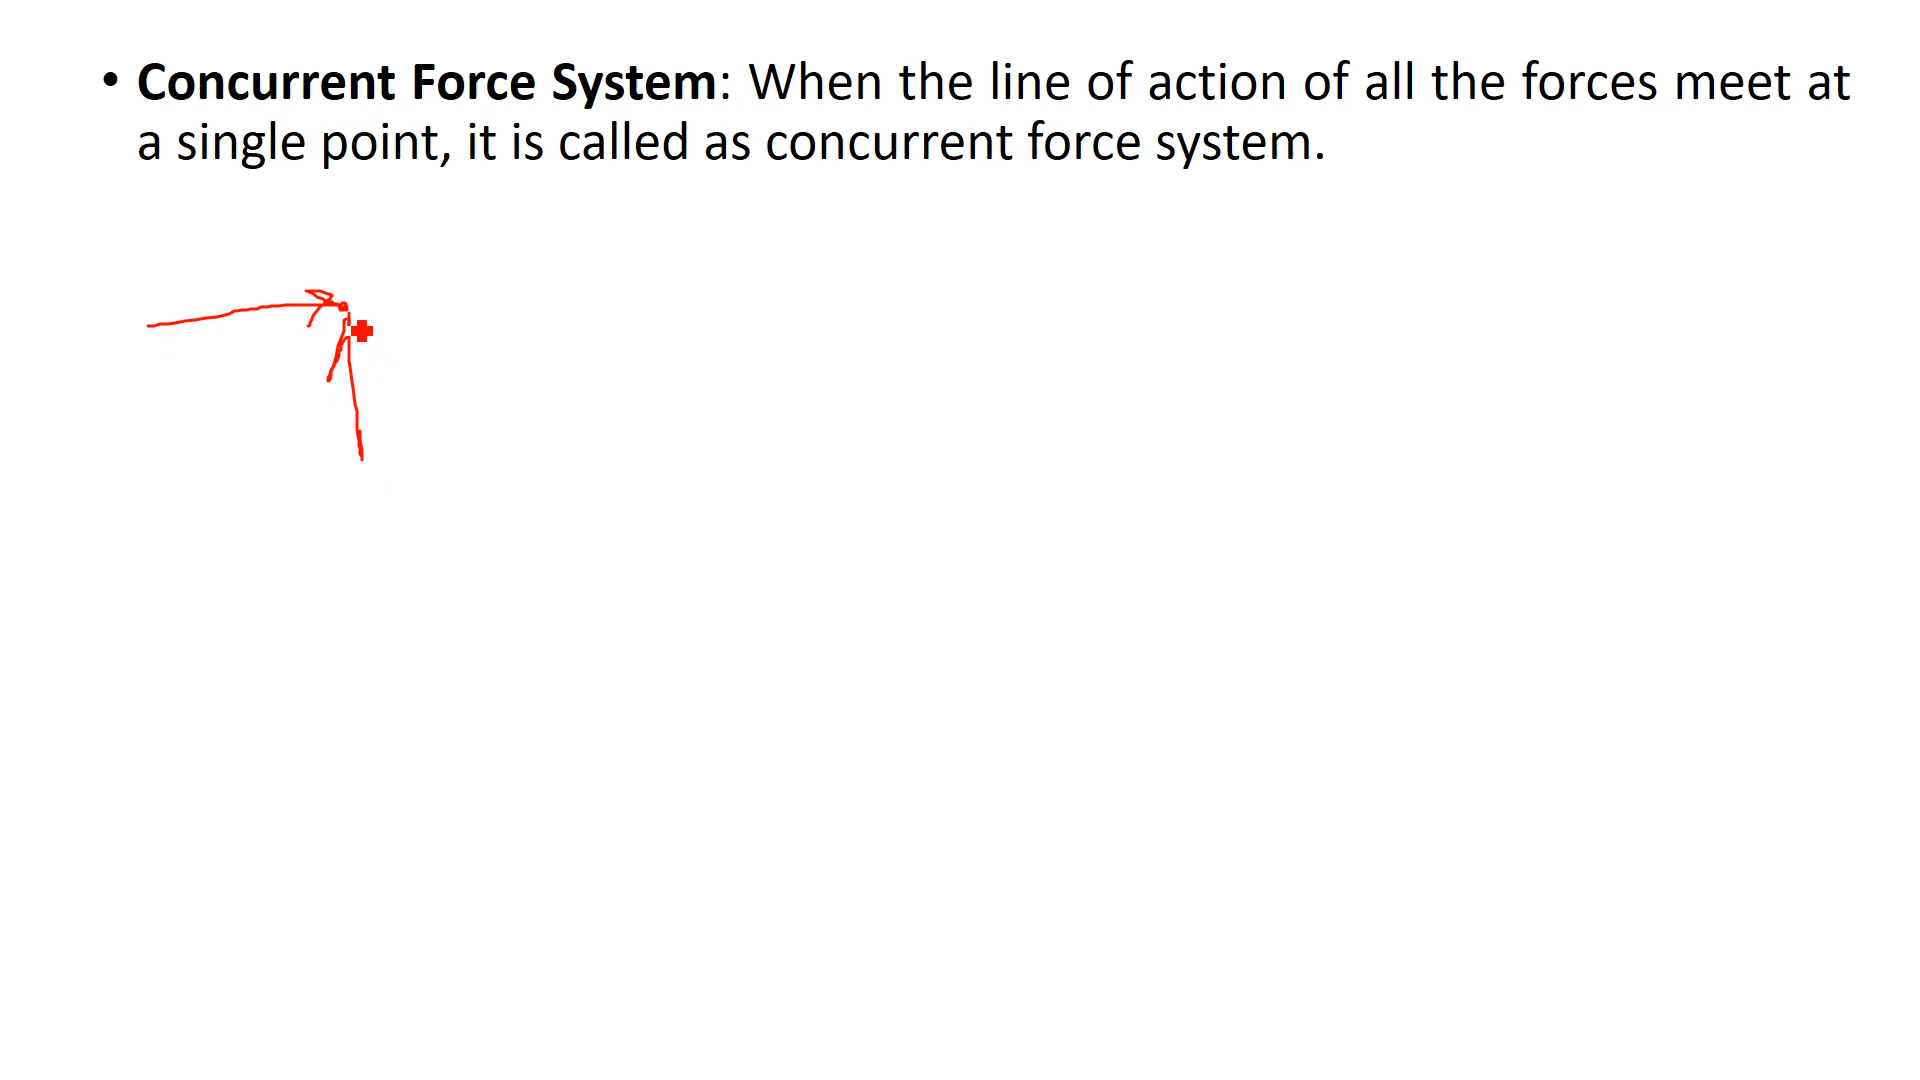 • Concurrent Force System: When the line of action of all the forces meet at
a single point, it is called as concurrent force system.